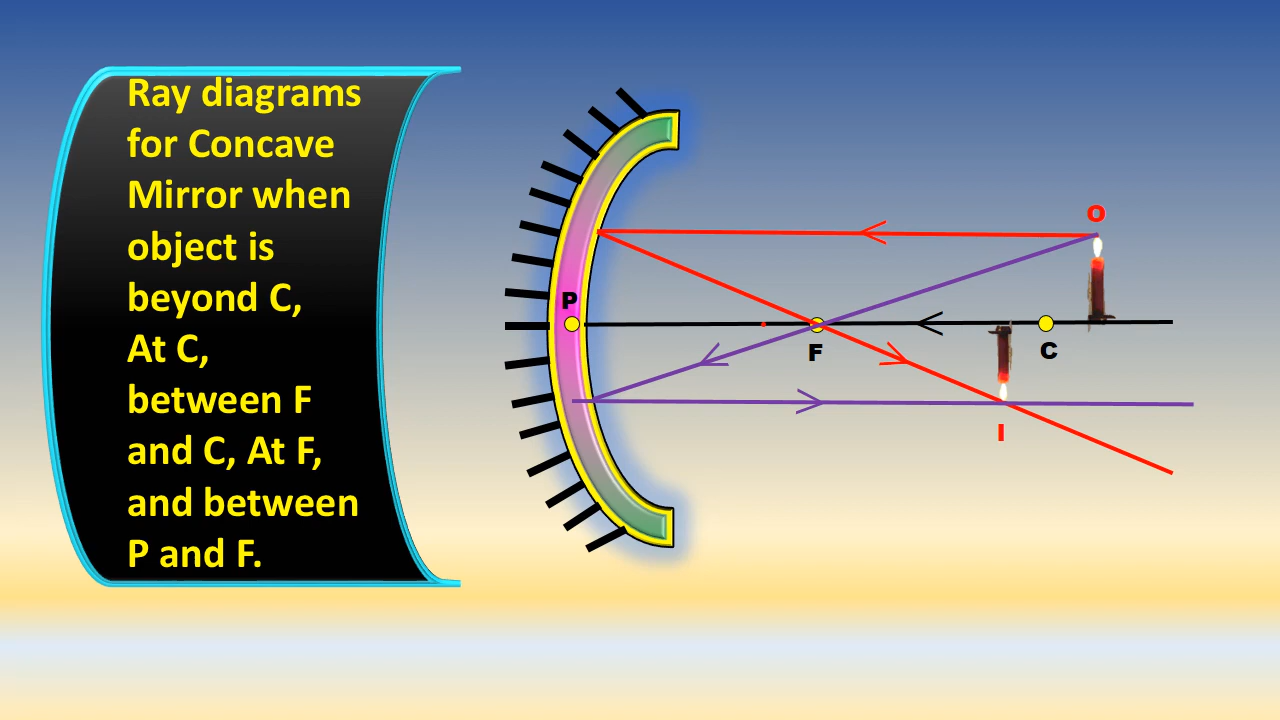 Ray diagrams
for Concave
Mirror when
object is
beyond C,
At C,
between F
and C, At F,
and between
P and F.
O
P
F
C
I